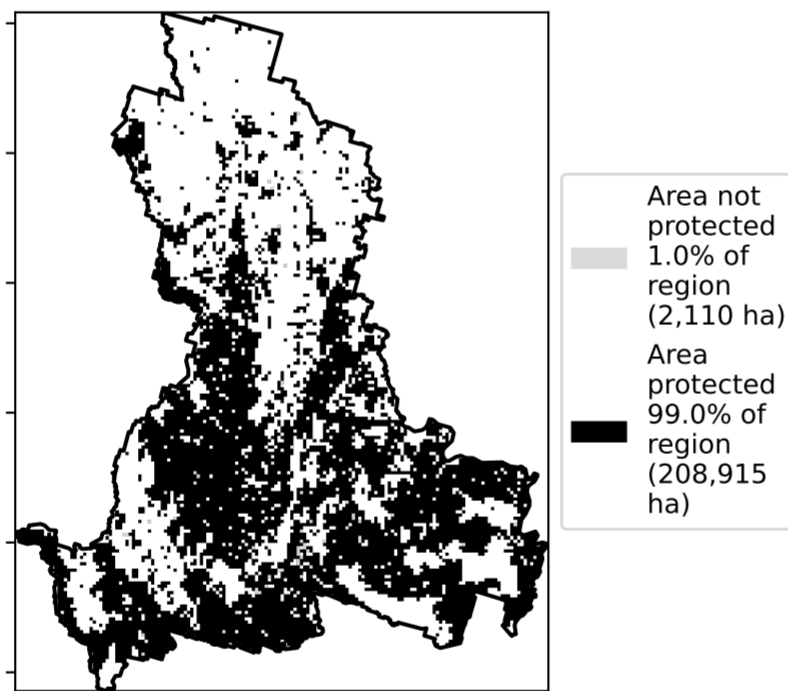 Area not
protected
1.0% of
region
(2,110 ha)
Area
protected
99.0% of
region
(208,915
ha)